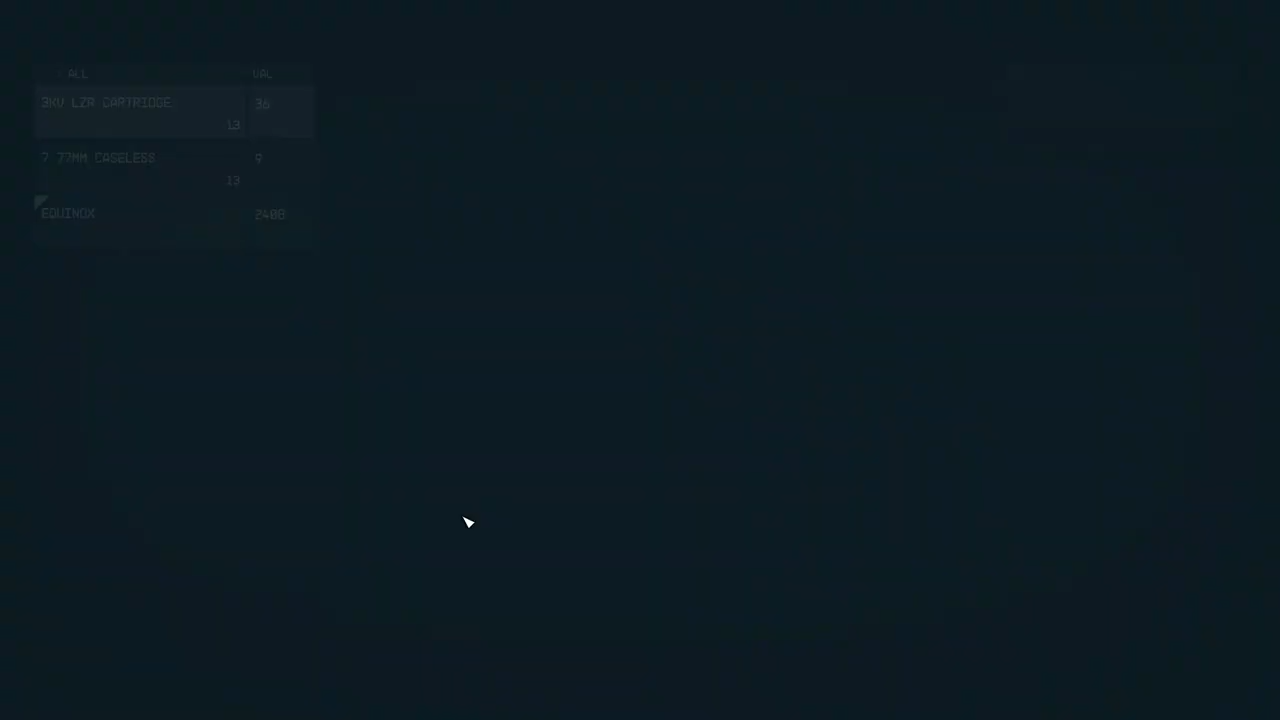 ALL VAL
3KV LZR CARTRIDGE 36
13
7 77MM CASELESS 9
13
EQUINOX 2408